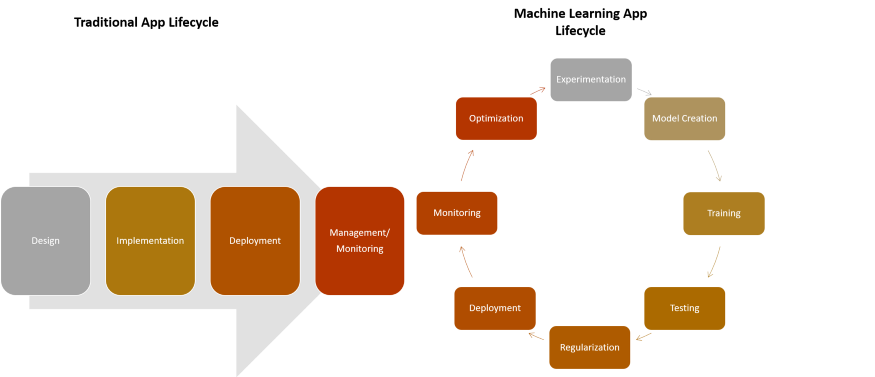 Traditional App Lifecycle
Design
Implementation
Deployment
Management/
Monitoring
Machine Learning App
Lifecycle
Experimentation
Model Creation
Training
Testing
Regularization
Deployment
Monitoring
Optimization